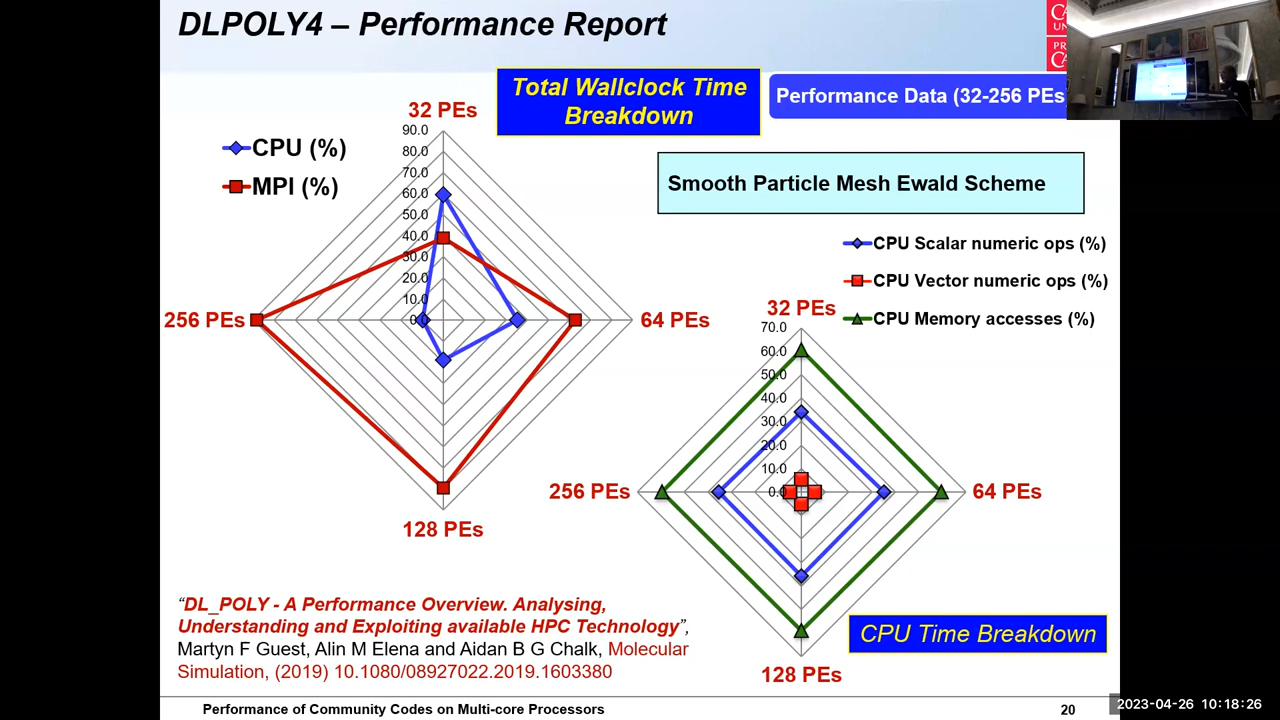 DLPOLY4 – Performance Report
Total Wallclock Time
Breakdown
Performance Data (32-256 PEs
32 PEs
90.0
80.0
70.0
60.0
50.0
40.0
30.0
20.0
10.0
CPU (%)
MPI (%)
256 PEs
64 PEs
128 PEs
Smooth Particle Mesh Ewald Scheme
CPU Scalar numeric ops (%)
CPU Vector numeric ops (%)
CPU Memory accesses (%)
32 PEs
70.0
60.0
50.0
40.0
30.0
20.0
10.0
256 PEs
64 PEs
128 PEs
CPU Time Breakdown
“DL_POLY - A Performance Overview. Analysing,
Understanding and Exploiting available HPC Technology”,
Martyn F Guest, Alin M Elena and Aidan B G Chalk, Molecular
Simulation, (2019) 10.1080/08927022.2019.1603380
Performance of Community Codes on Multi-core Processors
20
2023-04-26 10:18:26